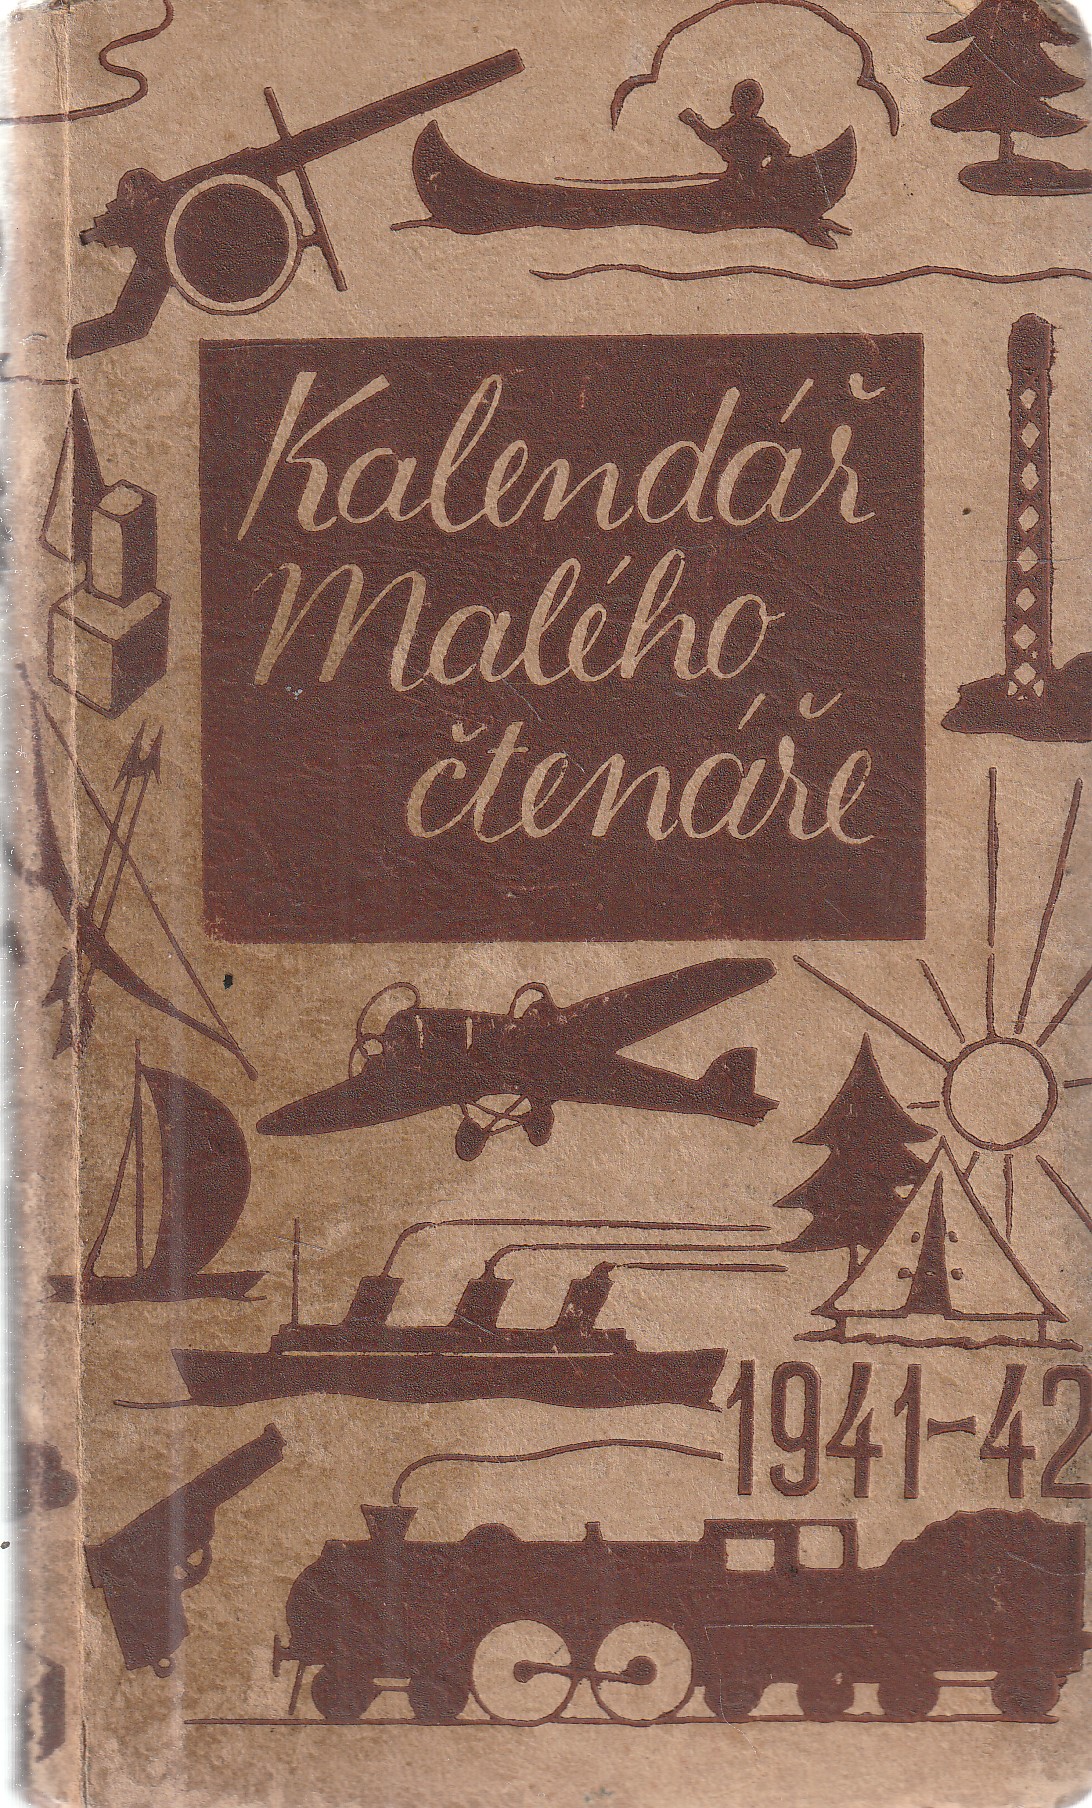 Kalendář
Malého
čtenáře
1941-42